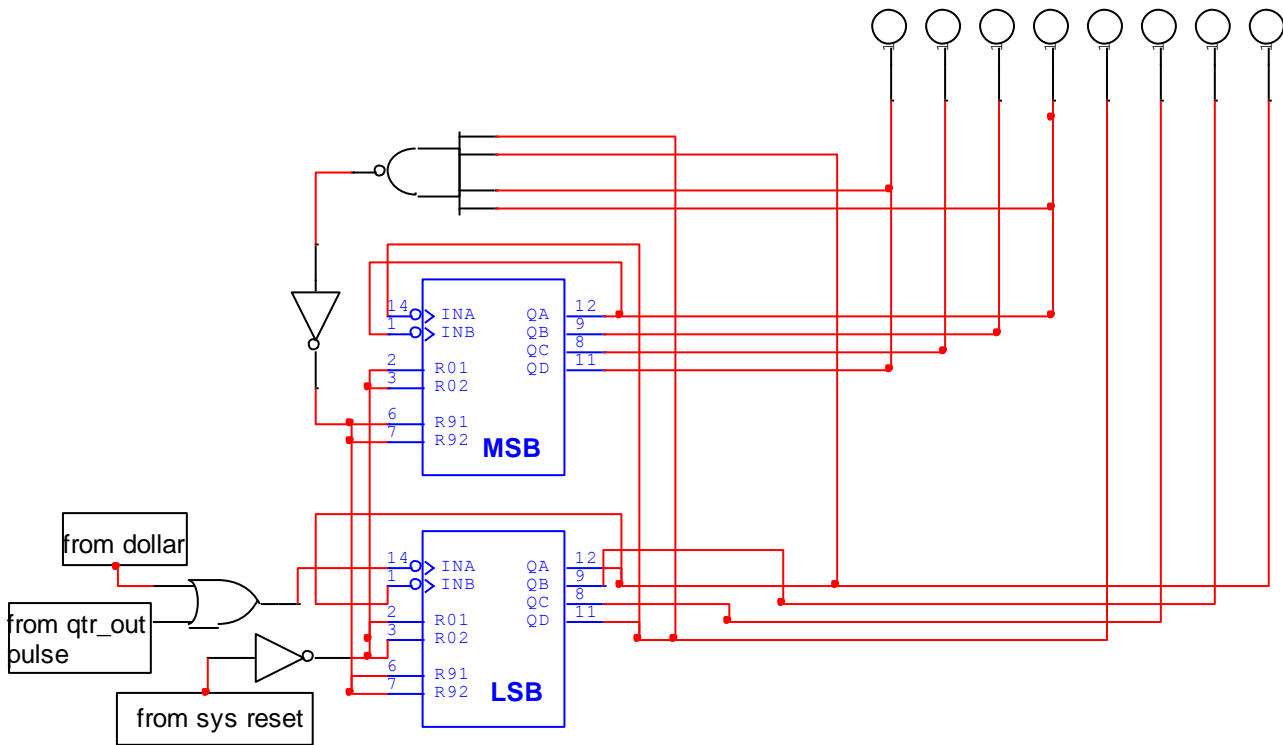 14 INA QA 12
1 INB QB 9
QC 8
2 R01 QD 11
3 R02
6 R91
7 R92
MSB
from dollar
from qtr_out
pulse
from sys reset
14 INA QA 12
1 INB QB 9
QC 8
2 R01 QD 11
3 R02
6 R91
7 R92
LSB